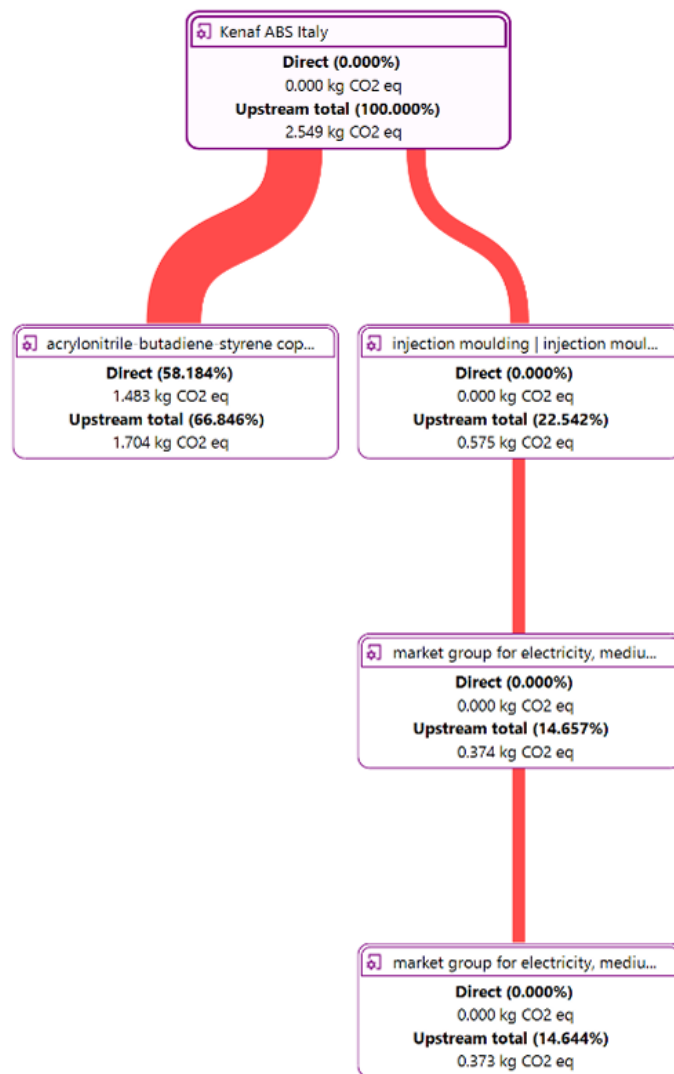 Kenaf ABS Italy
Direct (0.000%)
0.000 kg CO2 eq
Upstream total (100.000%)
2.549 kg CO2 eq
acrylonitrile-butadiene-styrene cop...
Direct (58.184%)
1.483 kg CO2 eq
Upstream total (66.846%)
1.704 kg CO2 eq
injection moulding | injection moul...
Direct (0.000%)
0.000 kg CO2 eq
Upstream total (22.542%)
0.575 kg CO2 eq
market group for electricity, mediu...
Direct (0.000%)
0.000 kg CO2 eq
Upstream total (14.657%)
0.374 kg CO2 eq
market group for electricity, mediu...
Direct (0.000%)
0.000 kg CO2 eq
Upstream total (14.644%)
0.373 kg CO2 eq